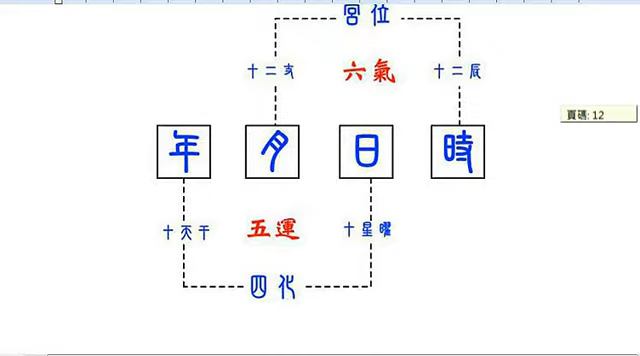 宮位
十二支 六氣 十二辰
頁碼: 12
年 月 日 時
十天干 五運 十星曜
四化